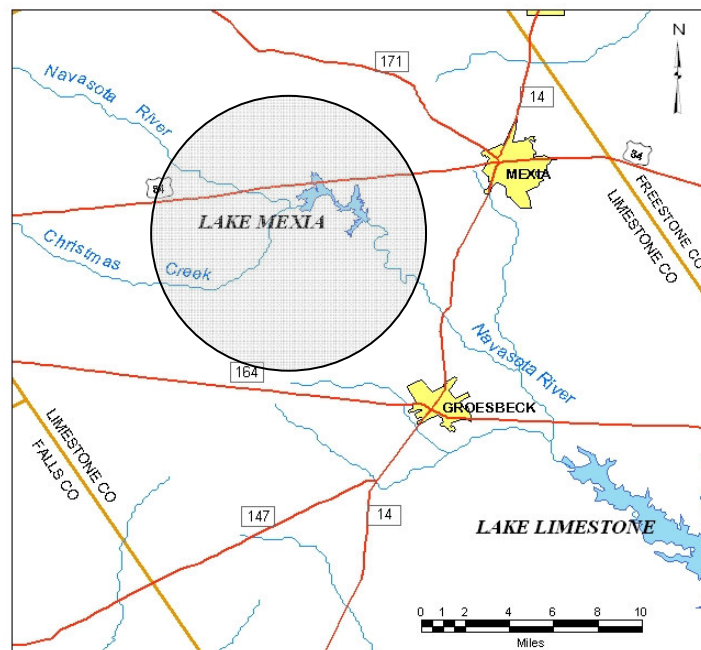 N
171
14
Navasota River
84
84
MEXIA
FREESTONE CO
LIMESTONE CO
LAKE MEXIA
Christmas Creek
Navasota River
164
GROESBECK
LIMESTONE CO
FALLS CO
147
14
LAKE LIMESTONE
0 1 2 4 6 8 10
Miles